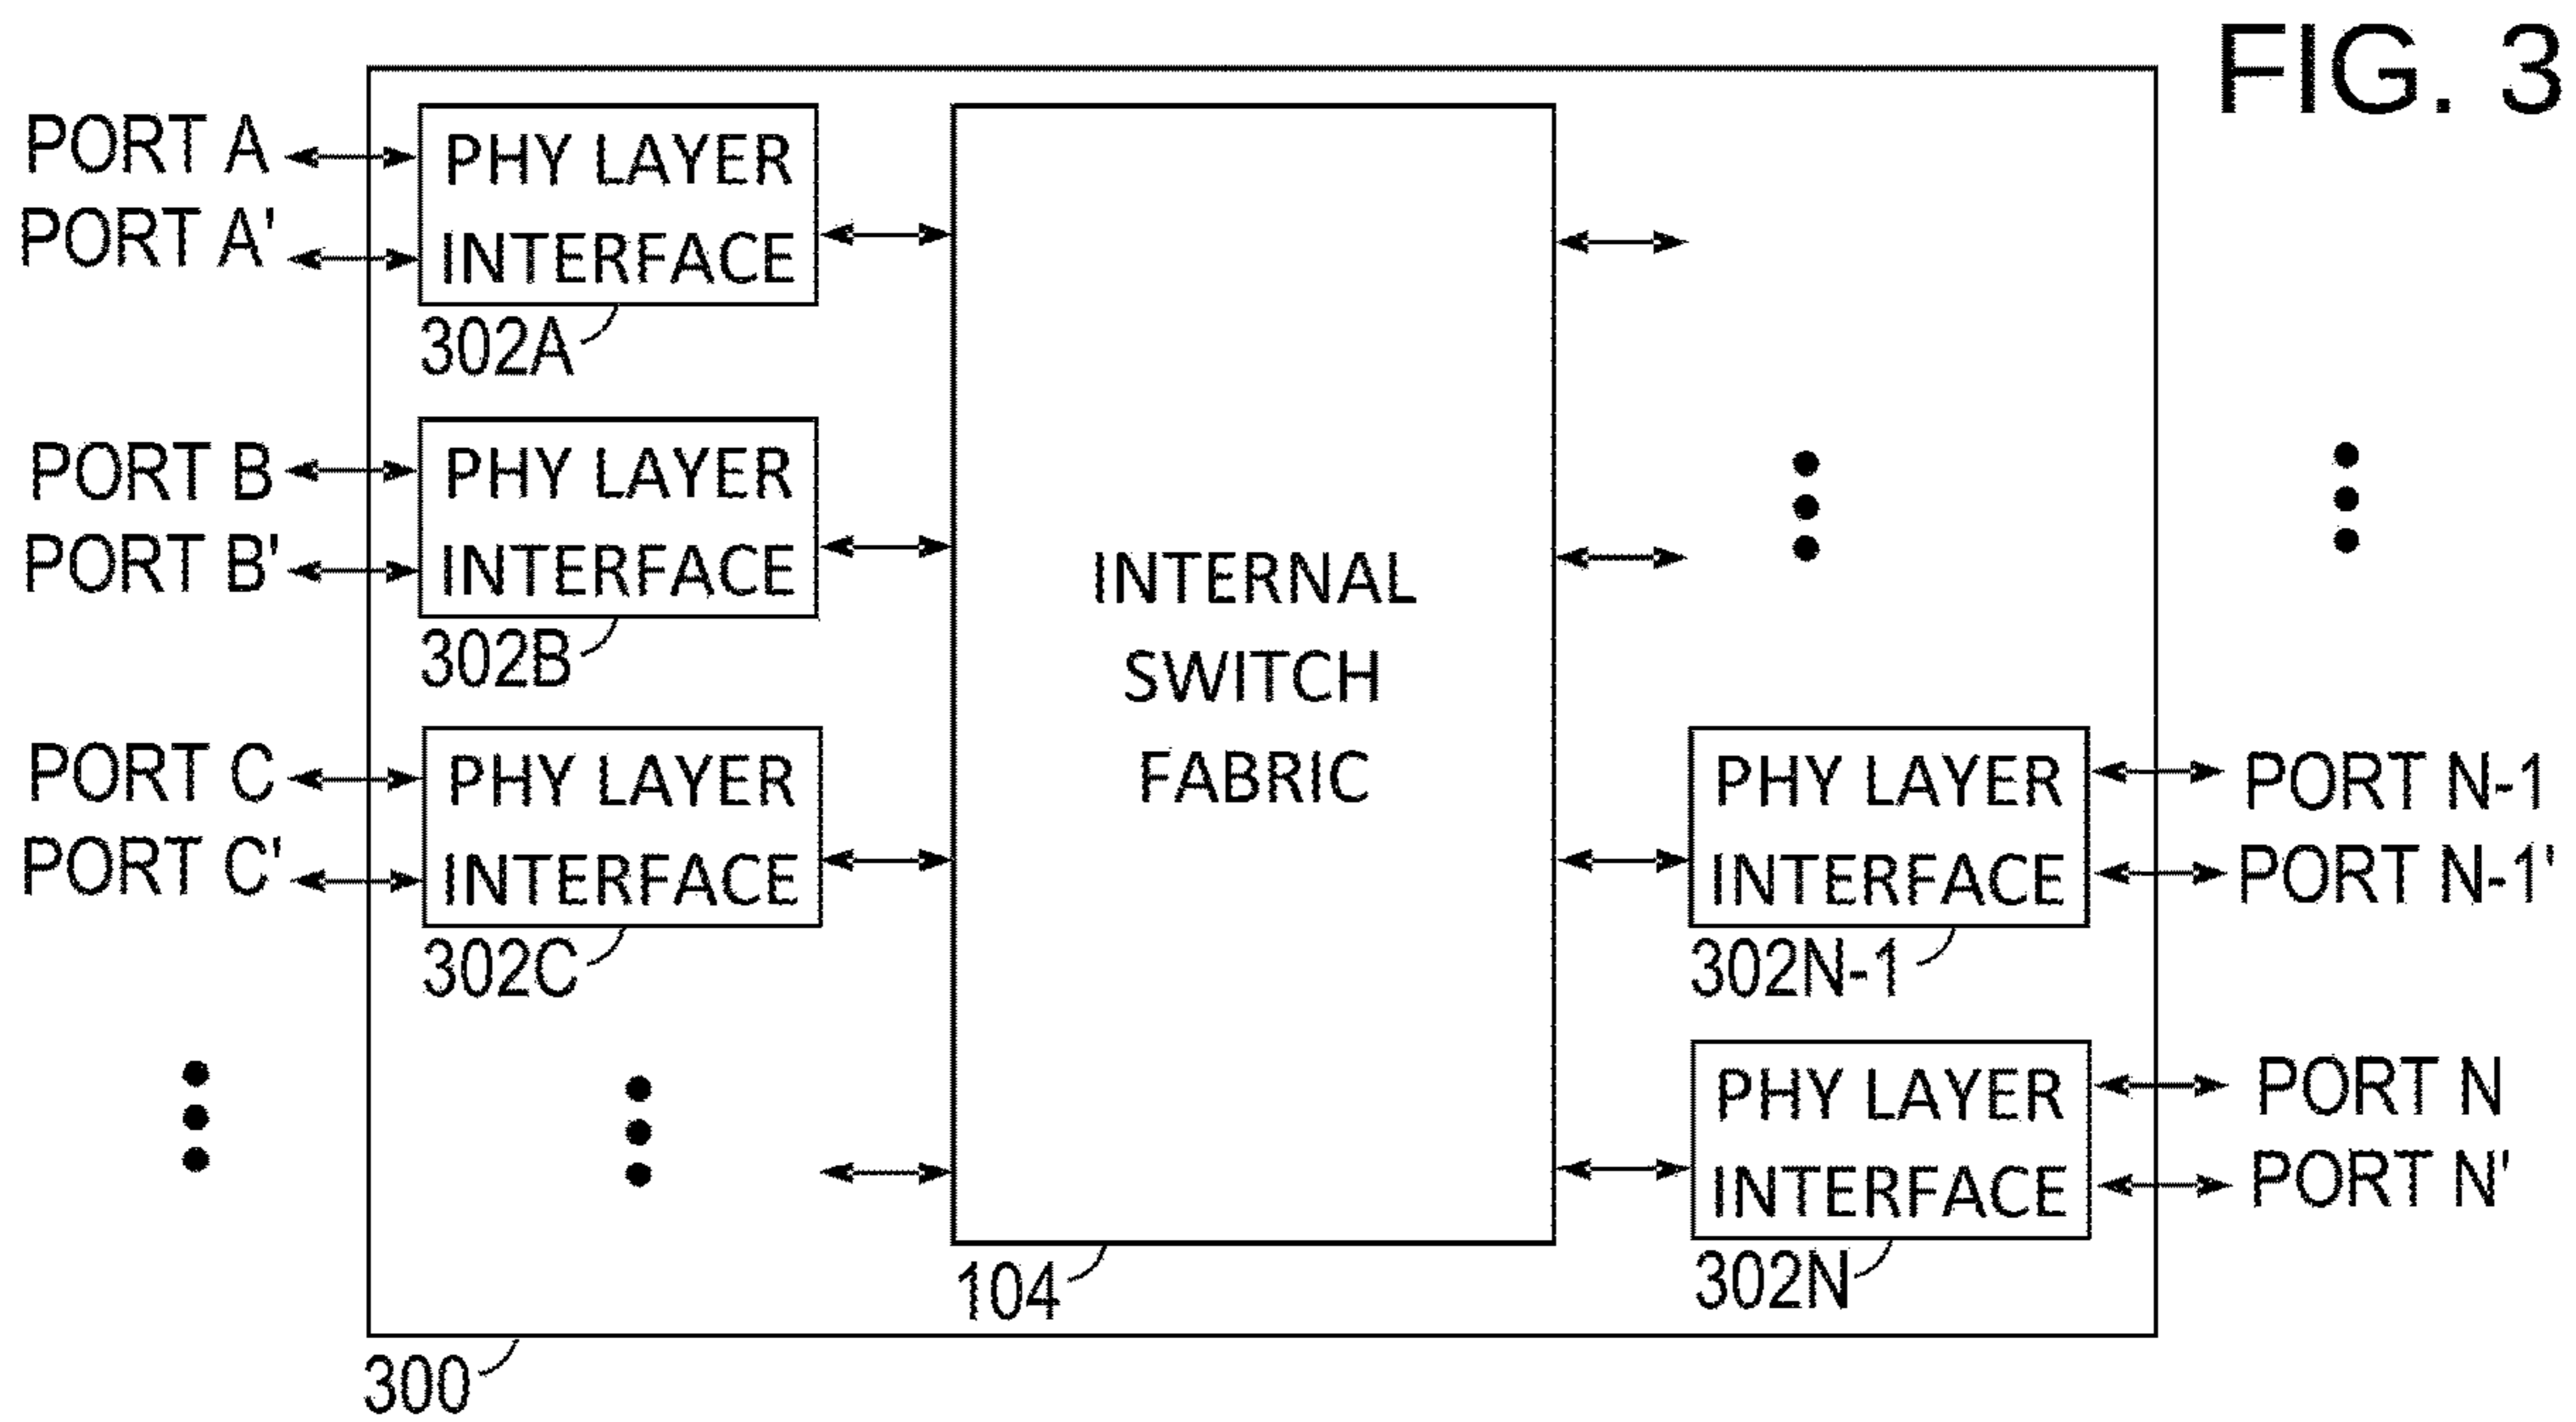 FIG. 3
PORT A
PORT A'
PHY LAYER
INTERFACE
302A
PORT B
PORT B'
PHY LAYER
INTERFACE
302B
PORT C
PORT C'
PHY LAYER
INTERFACE
302C
INTERNAL
SWITCH
FABRIC
104
PHY LAYER
INTERFACE
302N-1
PORT N-1
PORT N-1'
PHY LAYER
INTERFACE
302N
PORT N
PORT N'
300